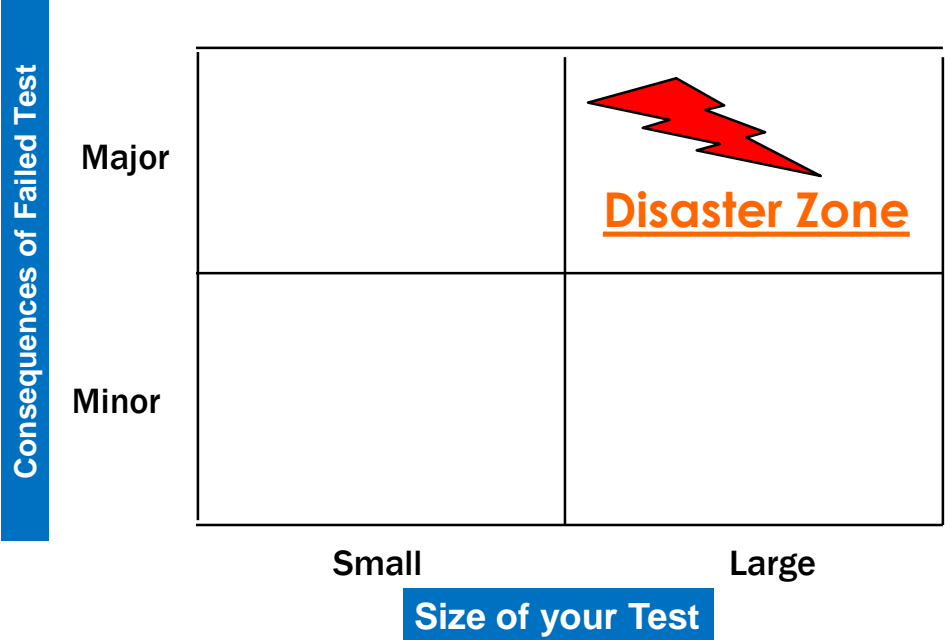 Consequences of Failed Test
Major
Disaster Zone
Minor
Small
Large
Size of your Test